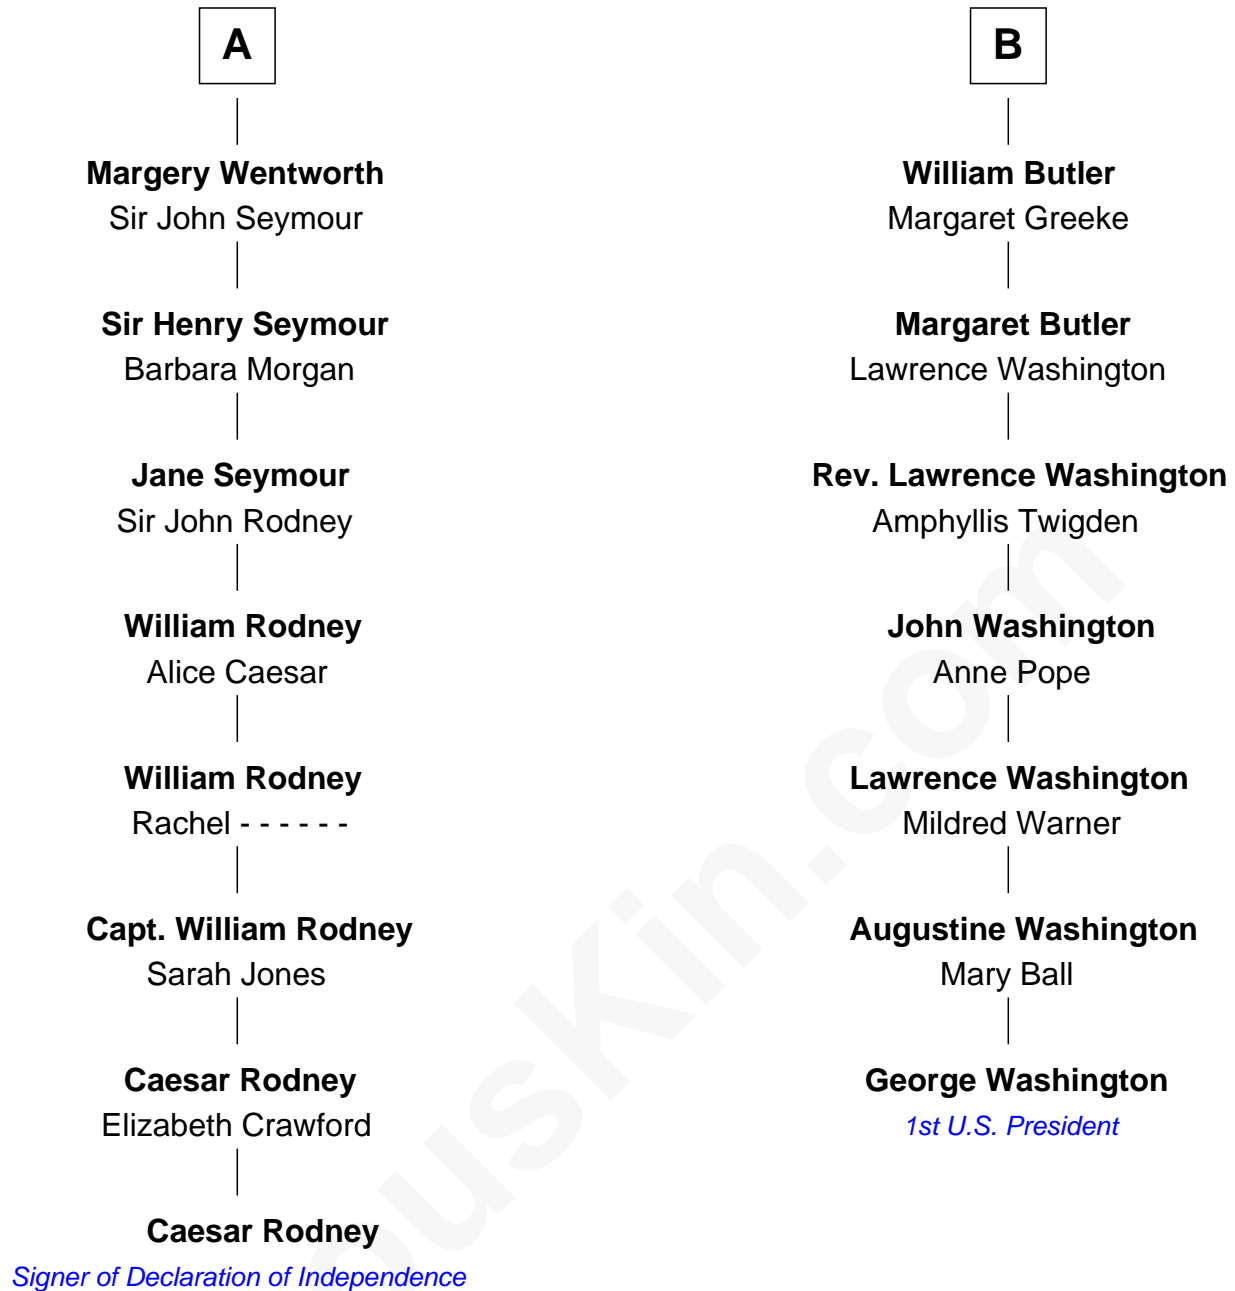 A
Margery Wentworth
Sir John Seymour
Sir Henry Seymour
Barbara Morgan
Jane Seymour
Sir John Rodney
William Rodney
Alice Caesar
William Rodney
Rachel - - - - - -
Capt. William Rodney
Sarah Jones
Caesar Rodney
Elizabeth Crawford
Caesar Rodney
Signer of Declaration of Independence
B
William Butler
Margaret Greeke
Margaret Butler
Lawrence Washington
Rev. Lawrence Washington
Amphyllis Twigden
John Washington
Anne Pope
Lawrence Washington
Mildred Warner
Augustine Washington
Mary Ball
George Washington
1st U.S. President
ousKin.com